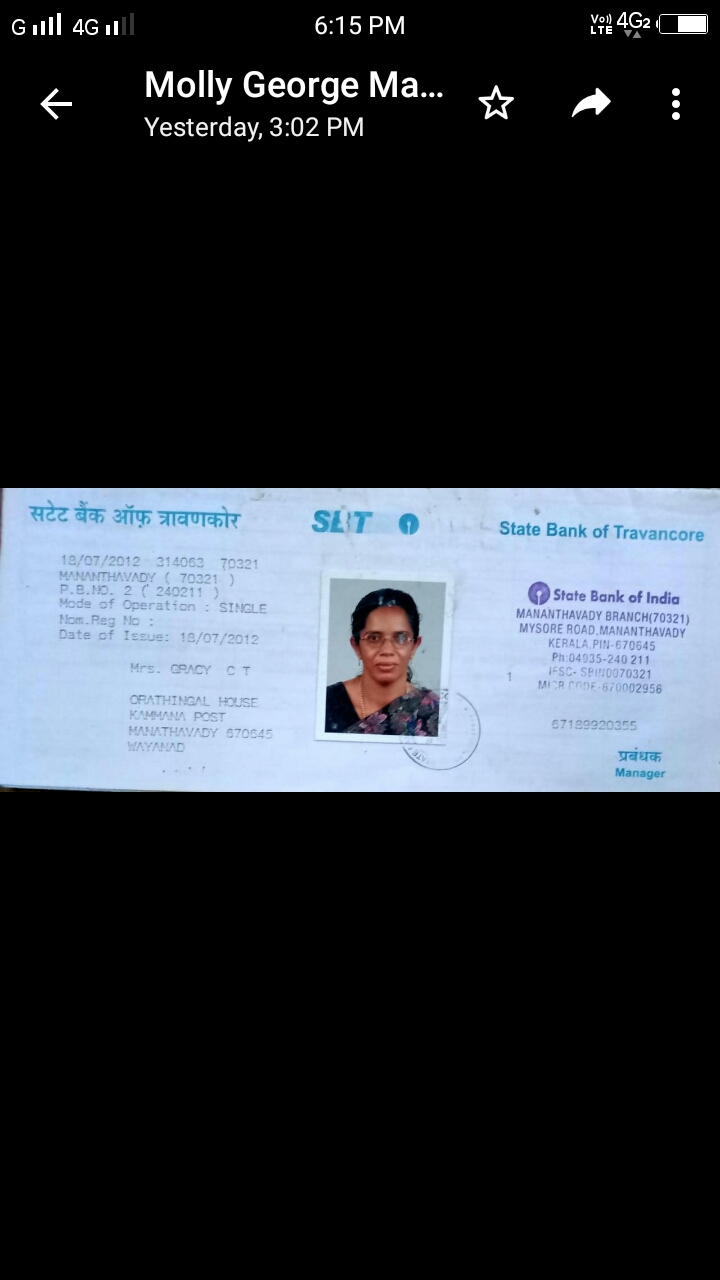 G 4G 6:15 PM Vo)) LTE 4G2
Molly George Ma...
Yesterday, 3:02 PM
सटेट बैंक ऑफ़ त्रावणकोर
SBT
State Bank of Travancore
18/07/2012 314063 70321
MANANTHAVADY ( 70321 )
P.B.NO. 2 ( 240211 )
Mode of Operation : SINGLE
Nom.Reg No :
Date of Issue: 18/07/2012
Mrs. GRACY C T
ORATHINGAL HOUSE
KAMMANA POST
MANATHAVADY 670645
WAYANAD
State Bank of India
MANANTHAVADY BRANCH(70321)
MYSORE ROAD,MANANTHAVADY
KERALA,PIN-670645
Ph:04935-240 211
IFSC- SBIN0070321
1
MICR CODE-670002956
67189920355
प्रबंधक
Manager